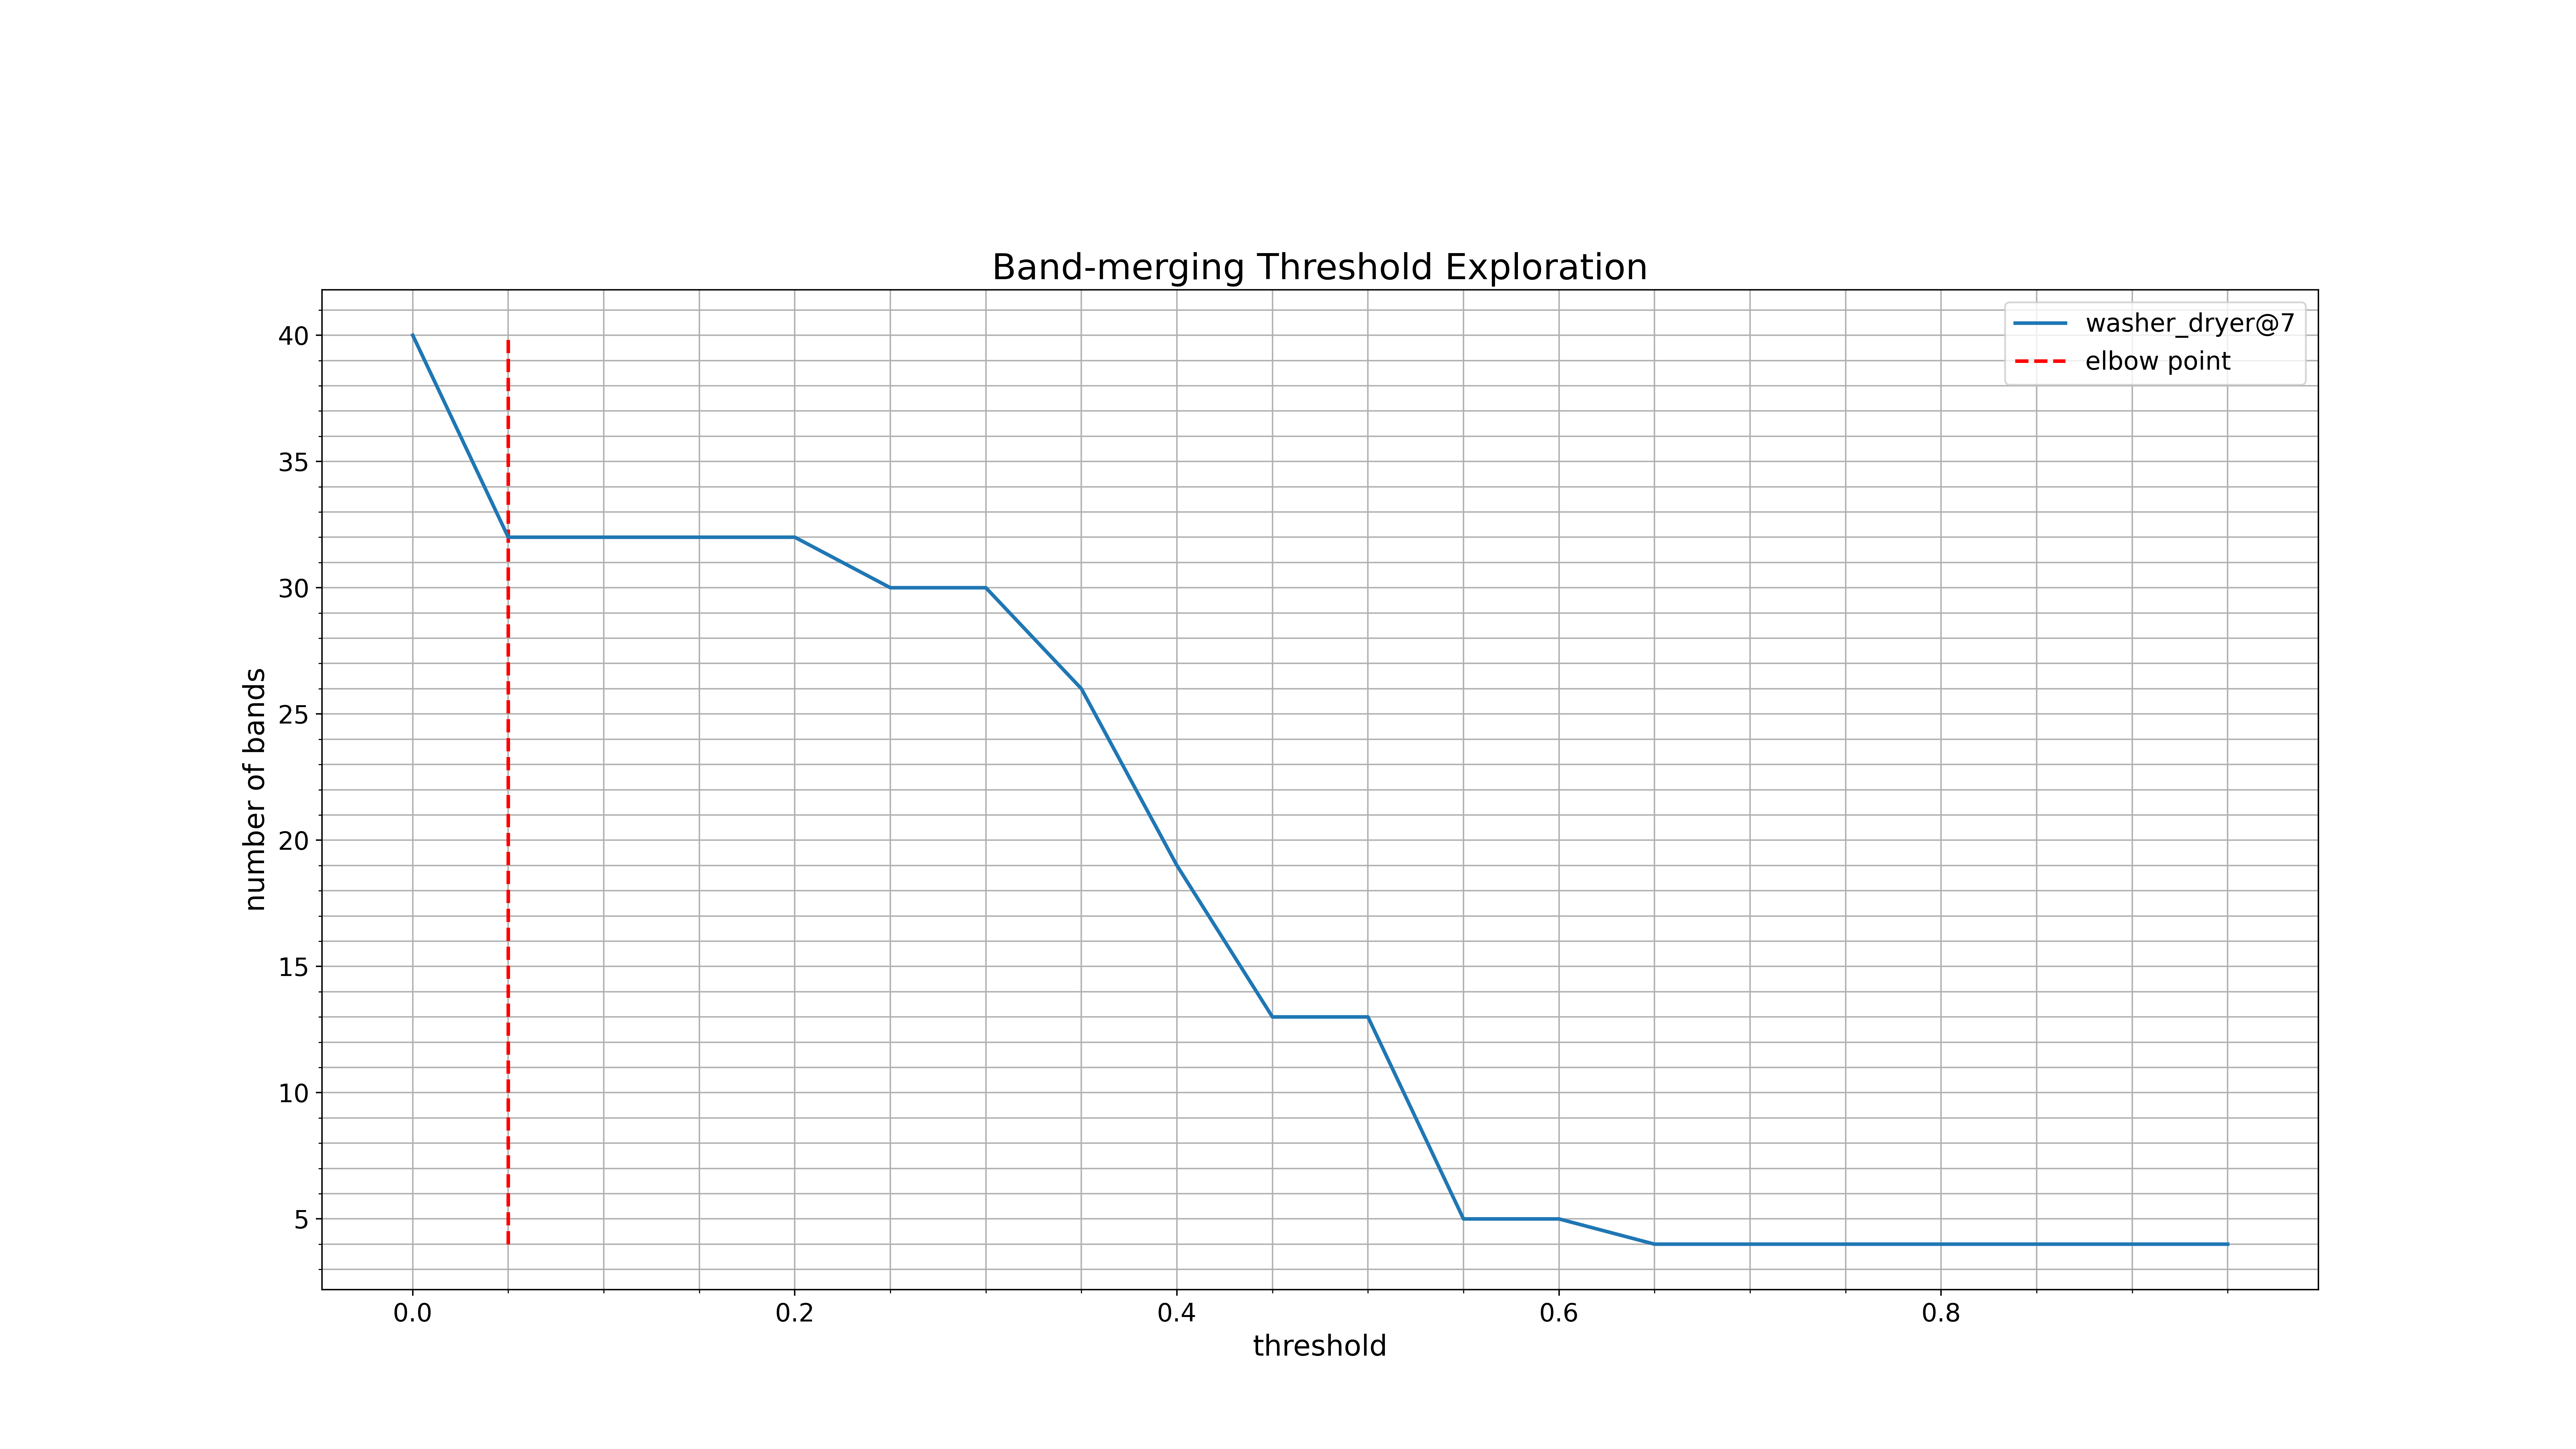 Band-merging Threshold Exploration
washer_dryer@7
elbow point
number of bands
40
35
30
25
20
15
10
5
0.0 0.2 0.4 0.6 0.8
threshold